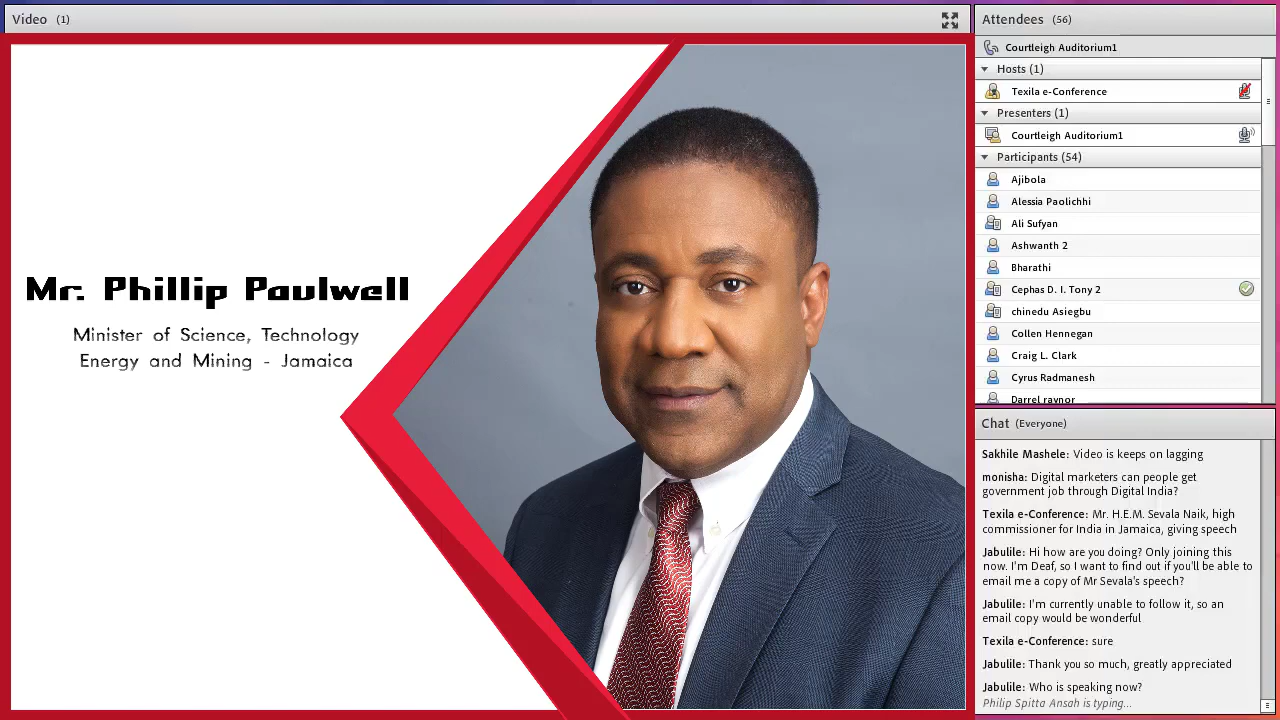 Video (1)
Mr. Phillip Paulwell
Minister of Science, Technology
Energy and Mining - Jamaica
Attendees (56)
Courtleigh Auditorium1
Hosts (1)
Texila e-Conference
Presenters (1)
Courtleigh Auditorium1
Participants (54)
Ajibola
Alessia Paolichhi
Ali Sufyan
Ashwanth 2
Bharathi
Cephas D. I. Tony 2
chinedu Asiegbu
Collen Hennegan
Craig L. Clark
Cyrus Radmanesh
Darrel raynor
Chat (Everyone)
Sakhile Mashele: Video is keeps on lagging
monisha: Digital marketers can people get
government job through Digital India?
Texila e-Conference: Mr. H.E.M. Sevala Naik, high
commissioner for India in Jamaica, giving speech
Jabulile: Hi how are you doing? Only joining this
now. I'm Deaf, so I want to find out if you'll be able to
email me a copy of Mr Sevala's speech?
Jabulile: I'm currently unable to follow it, so an
email copy would be wonderful
Texila e-Conference: sure
Jabulile: Thank you so much, greatly appreciated
Jabulile: Who is speaking now?
Philip Spitta Ansah is typing...